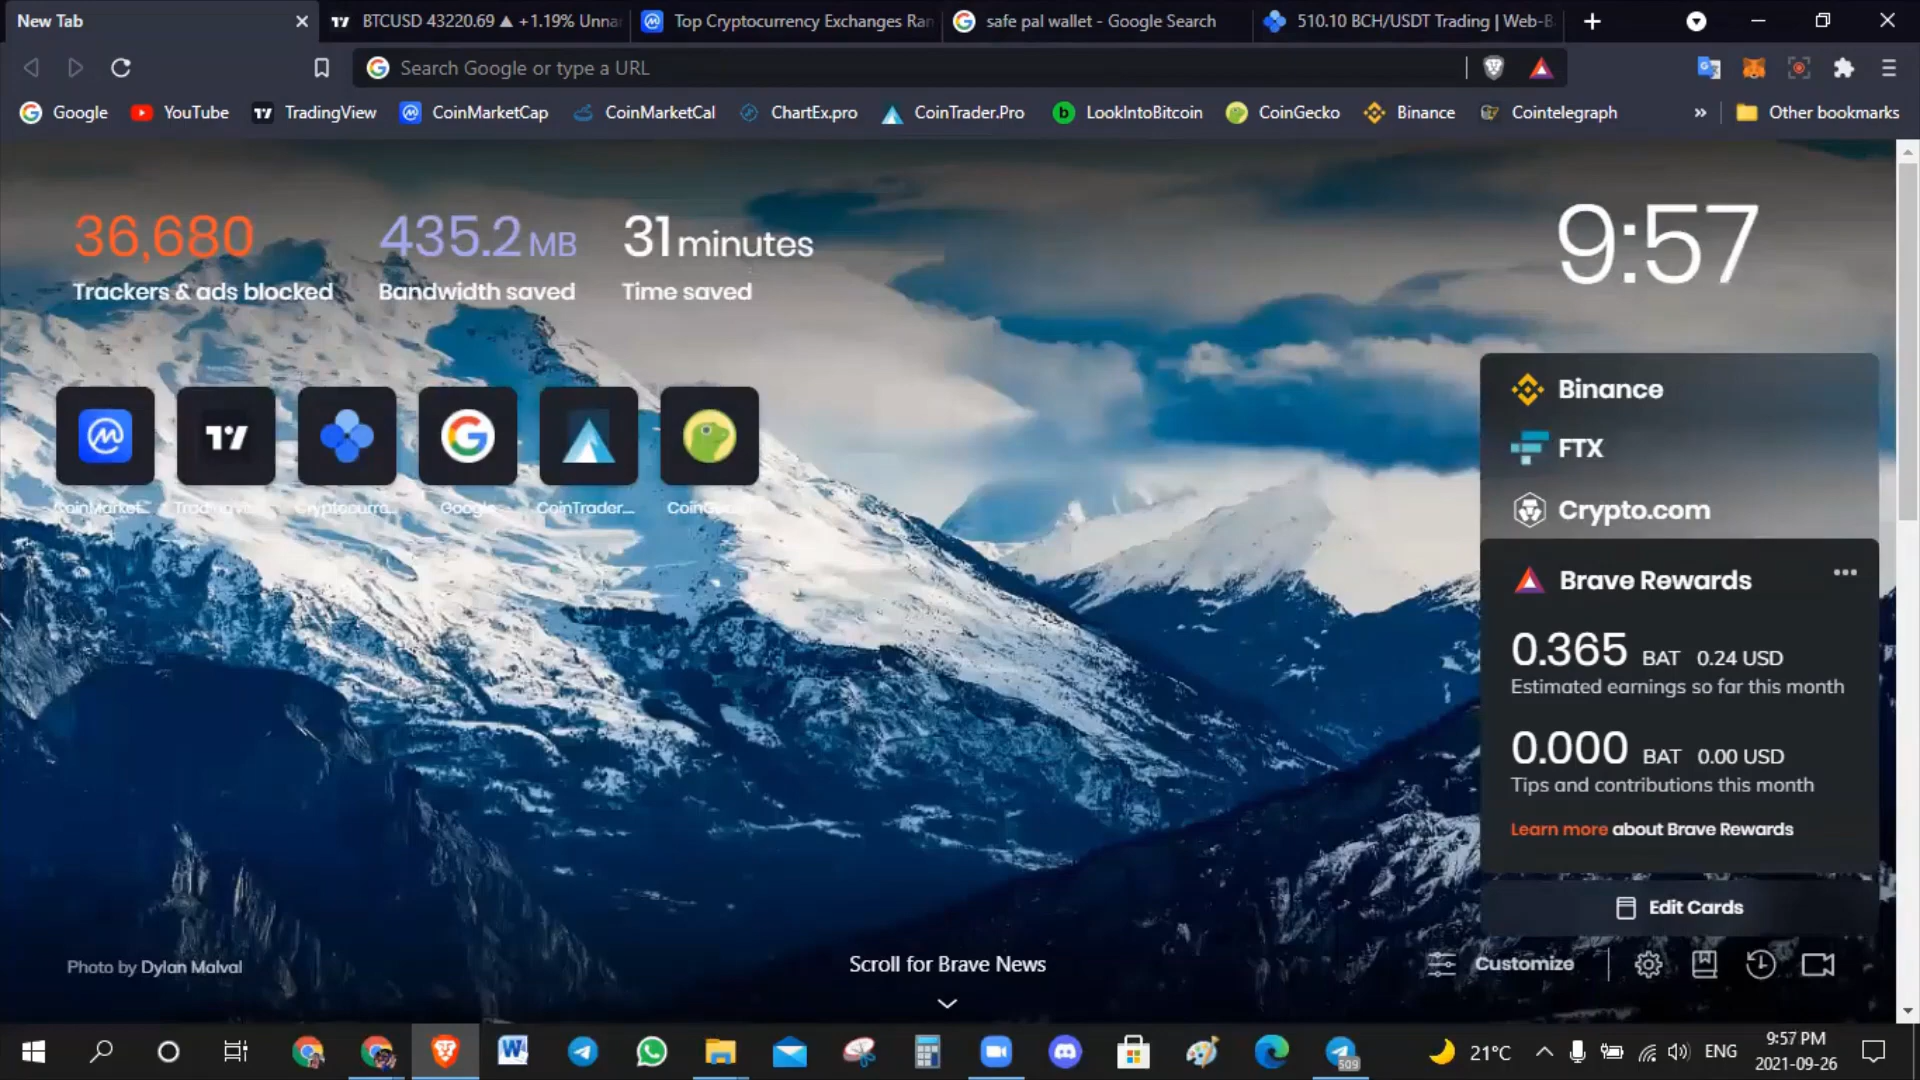 New Tab
BTCUSD 43220.69 ▲ +1.19% Unna
Top Cryptocurrency Exchanges Ran
safe pal wallet - Google Search
510.10 BCH/USDT Trading | Web-B
Search Google or type a URL
Google
YouTube
TradingView
CoinMarketCap
CoinMarketCal
ChartEx.pro
CoinTrader.Pro
LookIntoBitcoin
CoinGecko
Binance
Cointelegraph
»
Other bookmarks
36,680
Trackers & ads blocked
435.2 MB
Bandwidth saved
31 minutes
Time saved
9:57
CoinMarket...
Cryptocurre...
CoinTrader...
Binance
FTX
Crypto.com
Brave Rewards
0.365 BAT 0.24 USD
Estimated earnings so far this month
0.000 BAT 0.00 USD
Tips and contributions this month
Learn more about Brave Rewards
Edit Cards
Photo by Dylan Malval
Scroll for Brave News
Customize
509
21°C
ENG
9:57 PM
2021-09-26